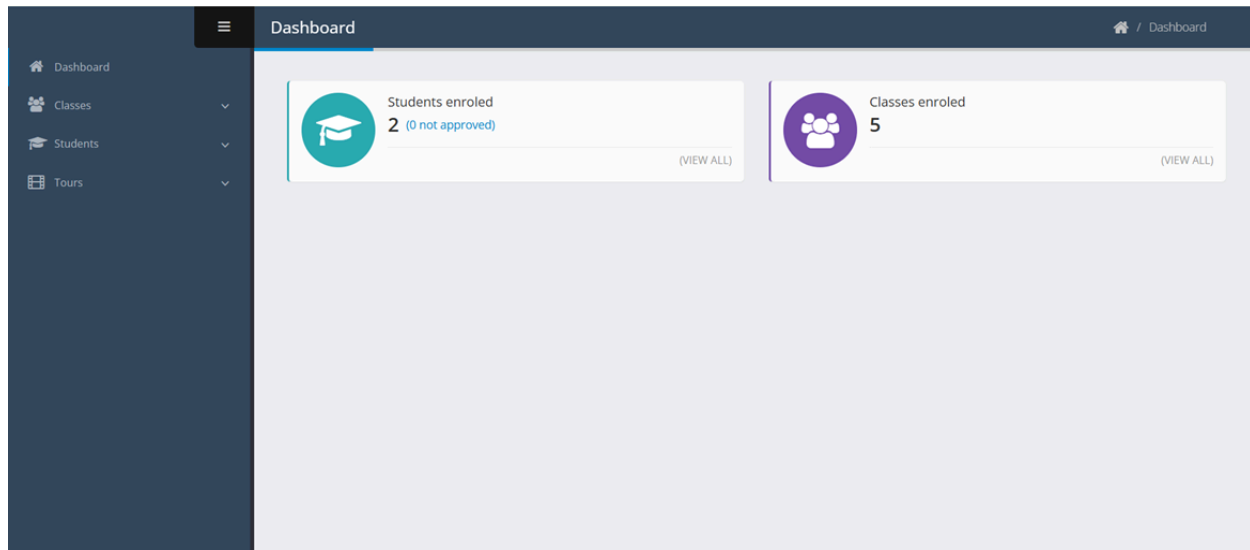 Dashboard
/ Dashboard
Dashboard
Classes
Students
Tours
Students enroled
2 (0 not approved)
(VIEW ALL)
Classes enroled
5
(VIEW ALL)